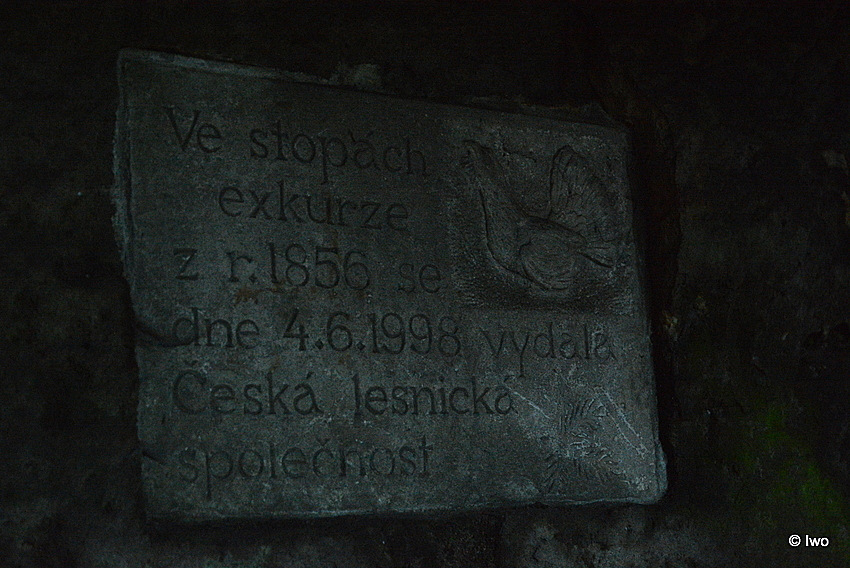 Ve stopách
exkurze
z r. 1856 se
dne 4.6.1998 vydala
Česká lesnická
společnost
© Iwo